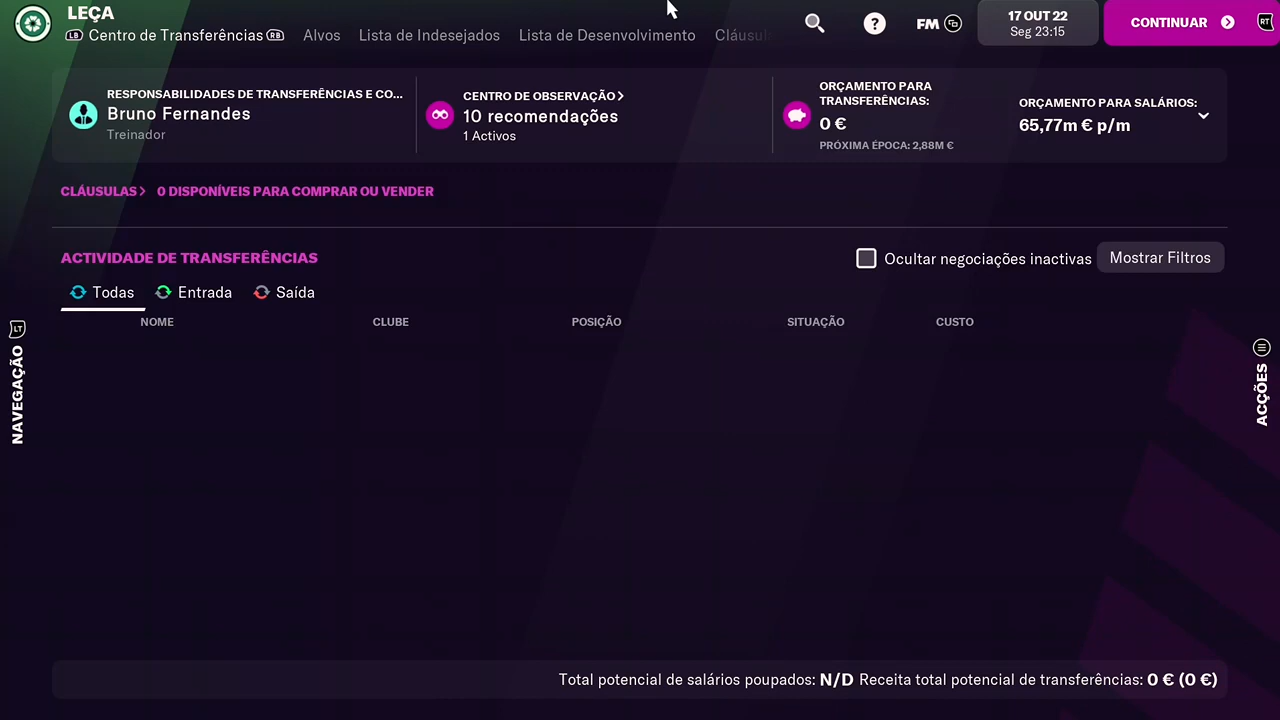 LEÇA
LB Centro de Transferências RB Alvos Lista de Indesejados Lista de Desenvolvimento Cláusul
FM
17 OUT 22
Seg 23:15
CONTINUAR
RT
RESPONSABILIDADES DE TRANSFERÊNCIAS E CO...
Bruno Fernandes
Treinador
CENTRO DE OBSERVAÇÃO
10 recomendações
1 Activos
ORÇAMENTO PARA
TRANSFERÊNCIAS:
0 €
PRÓXIMA ÉPOCA: 2,88M €
ORÇAMENTO PARA SALÁRIOS:
65,77m € p/m
CLÁUSULAS 0 DISPONÍVEIS PARA COMPRAR OU VENDER
ACTIVIDADE DE TRANSFERÊNCIAS
Ocultar negociações inactivas Mostrar Filtros
Todas Entrada Saída
NOME CLUBE POSIÇÃO SITUAÇÃO CUSTO
NAVEGAÇÃO LT
ACÇÕES
Total potencial de salários poupados: N/D Receita total potencial de transferências: 0 € (0 €)